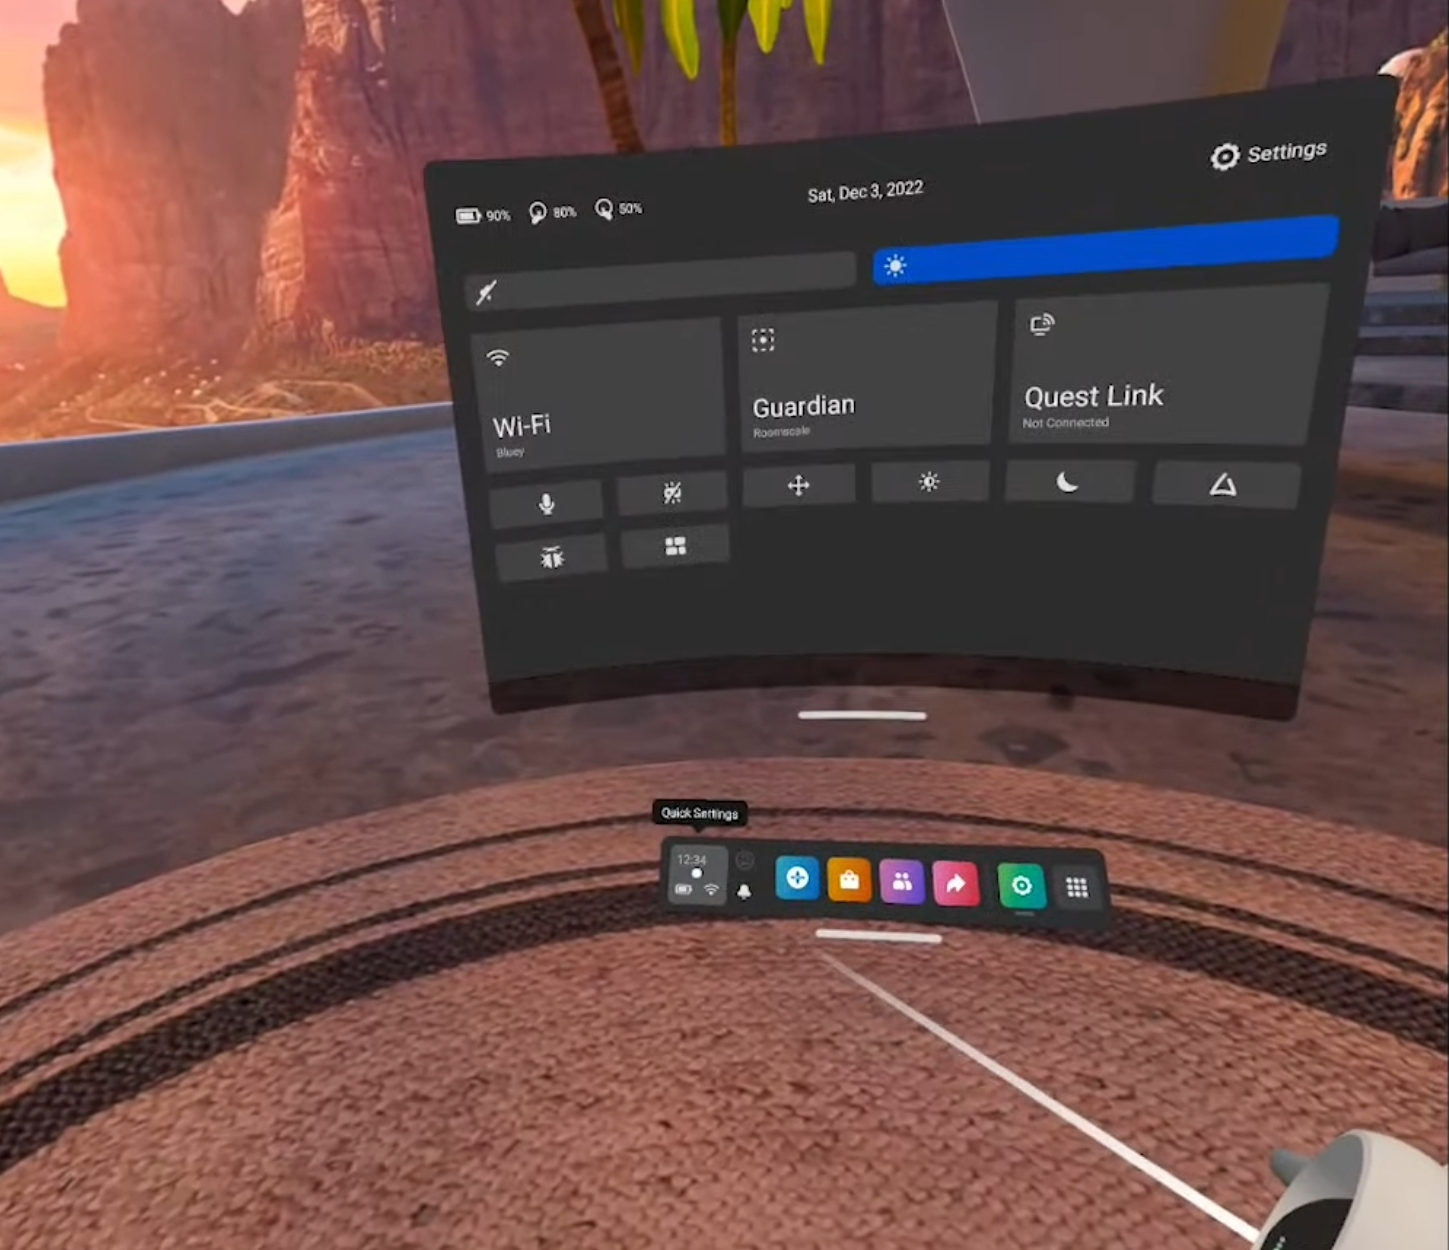 Settings
Sat, Dec 3, 2022
90% 80% 50%
Wi-Fi
Bluey
Guardian
Roomscale
Quest Link
Not Connected
Quick Settings
12:34